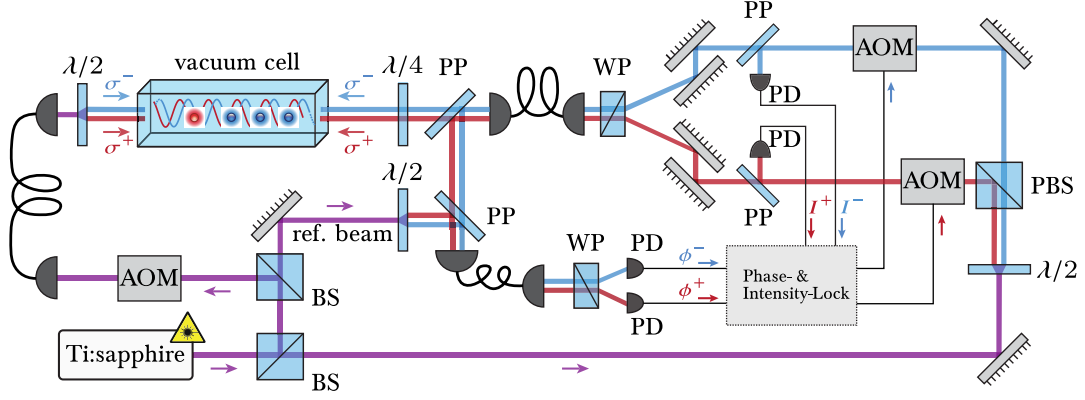 PP
AOM
λ/2
vacuum cell
λ/4
PP
WP
σ⁻
σ⁻
PD
σ⁺
σ⁺
PD
λ/2
AOM
PBS
PP
I⁺
I⁻
PP
ref. beam
WP
PD
ϕ⁻
ϕ⁺
Phase- &
Intensity-Lock
λ/2
AOM
BS
PD
Ti:sapphire
BS